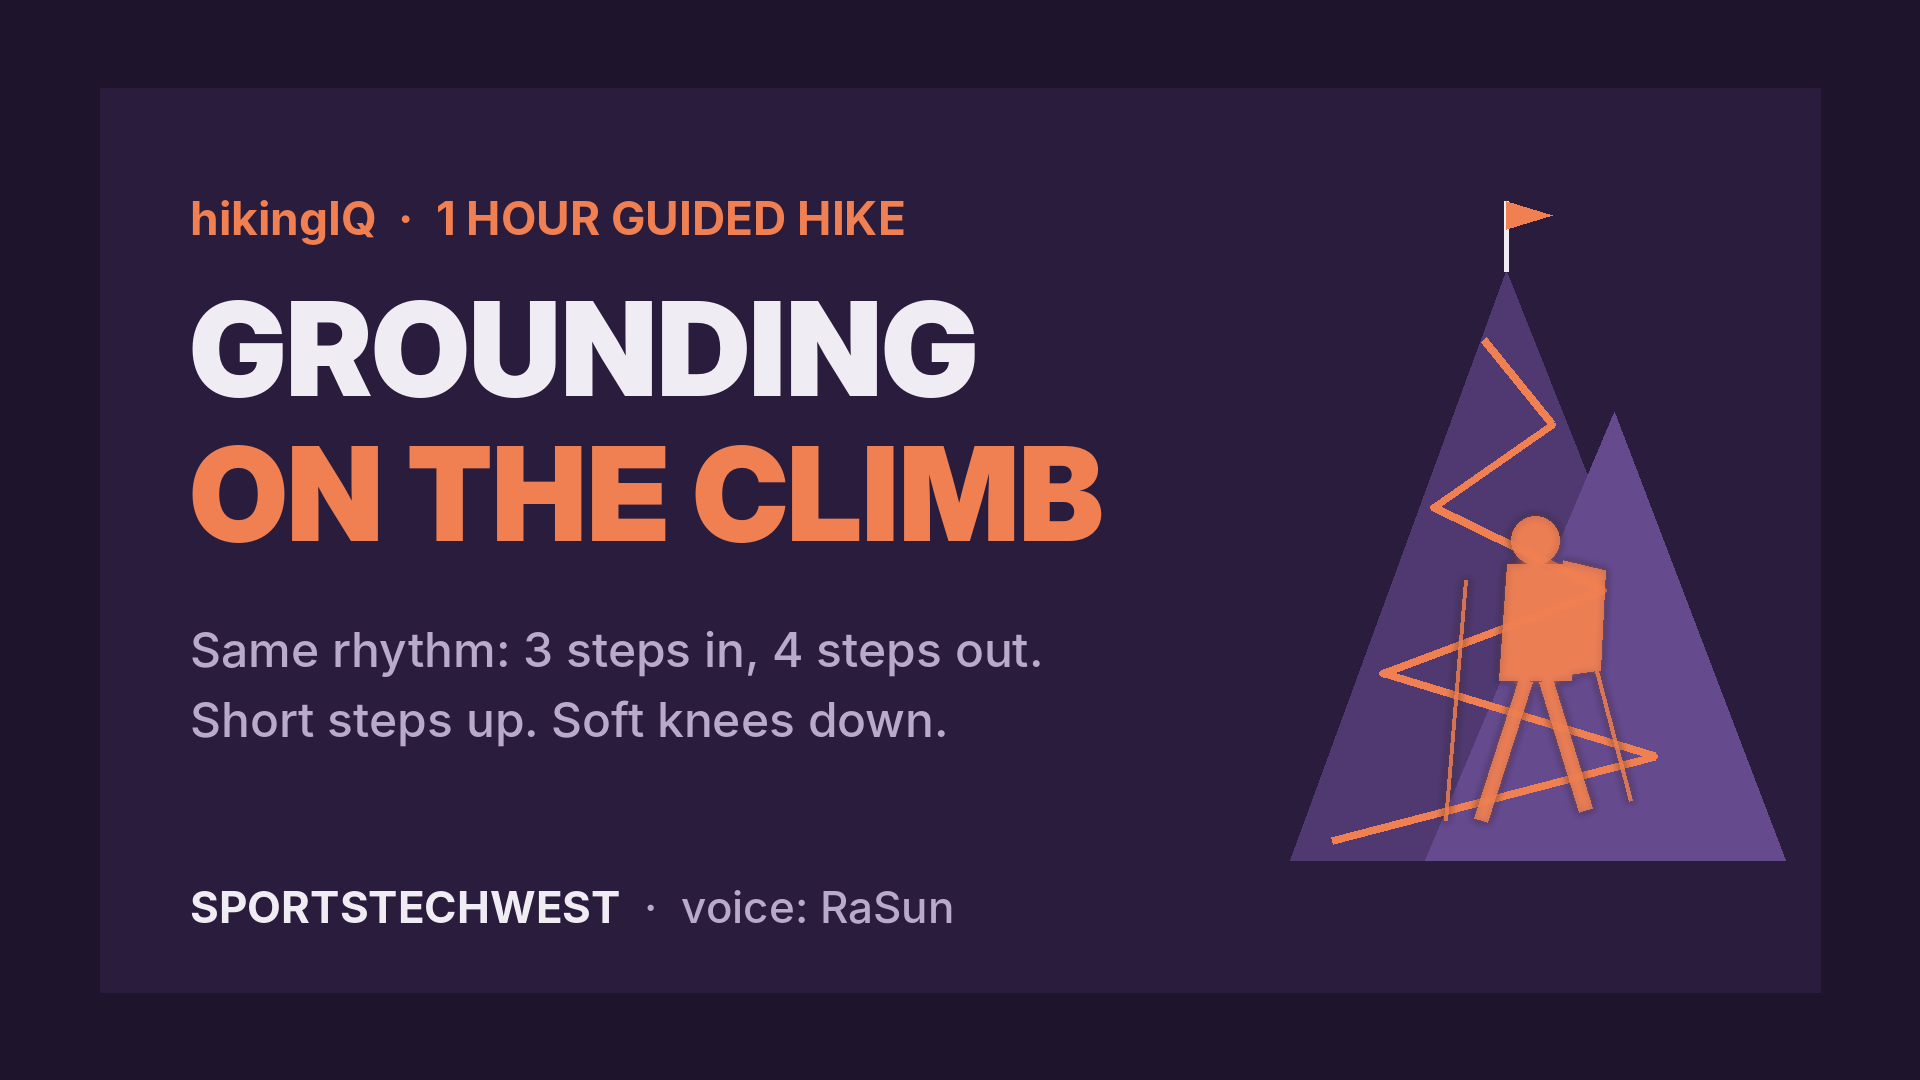 hikingIQ · 1 HOUR GUIDED HIKE
GROUNDING
ON THE CLIMB
Same rhythm: 3 steps in, 4 steps out.
Short steps up. Soft knees down.
SPORTSTECHWEST · voice: RaSun